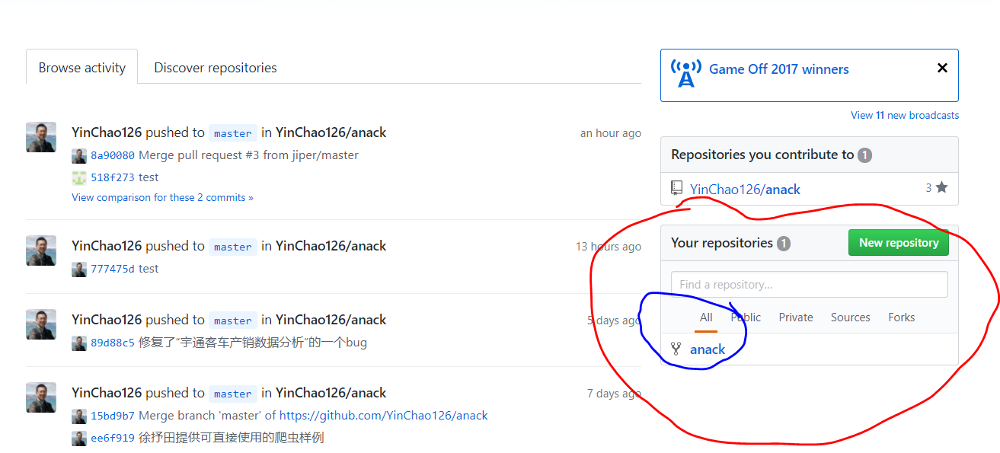 Browse activity
Discover repositories
YinChao126 pushed to master in YinChao126/anack
an hour ago
8a90080 Merge pull request #3 from jiper/master
518f273 test
View comparison for these 2 commits »
YinChao126 pushed to master in YinChao126/anack
13 hours ago
777475d test
YinChao126 pushed to master in YinChao126/anack
5 days ago
89d88c5 修复了“宇通客车产销数据分析”的一个bug
YinChao126 pushed to master in YinChao126/anack
7 days ago
15bd9b7 Merge branch 'master' of https://github.com/YinChao126/anack
ee6f919 徐抒田提供可直接使用的爬虫样例
Game Off 2017 winners
View 11 new broadcasts
Repositories you contribute to 1
YinChao126/anack 3
Your repositories 1
New repository
Find a repository...
All Public Private Sources Forks
anack